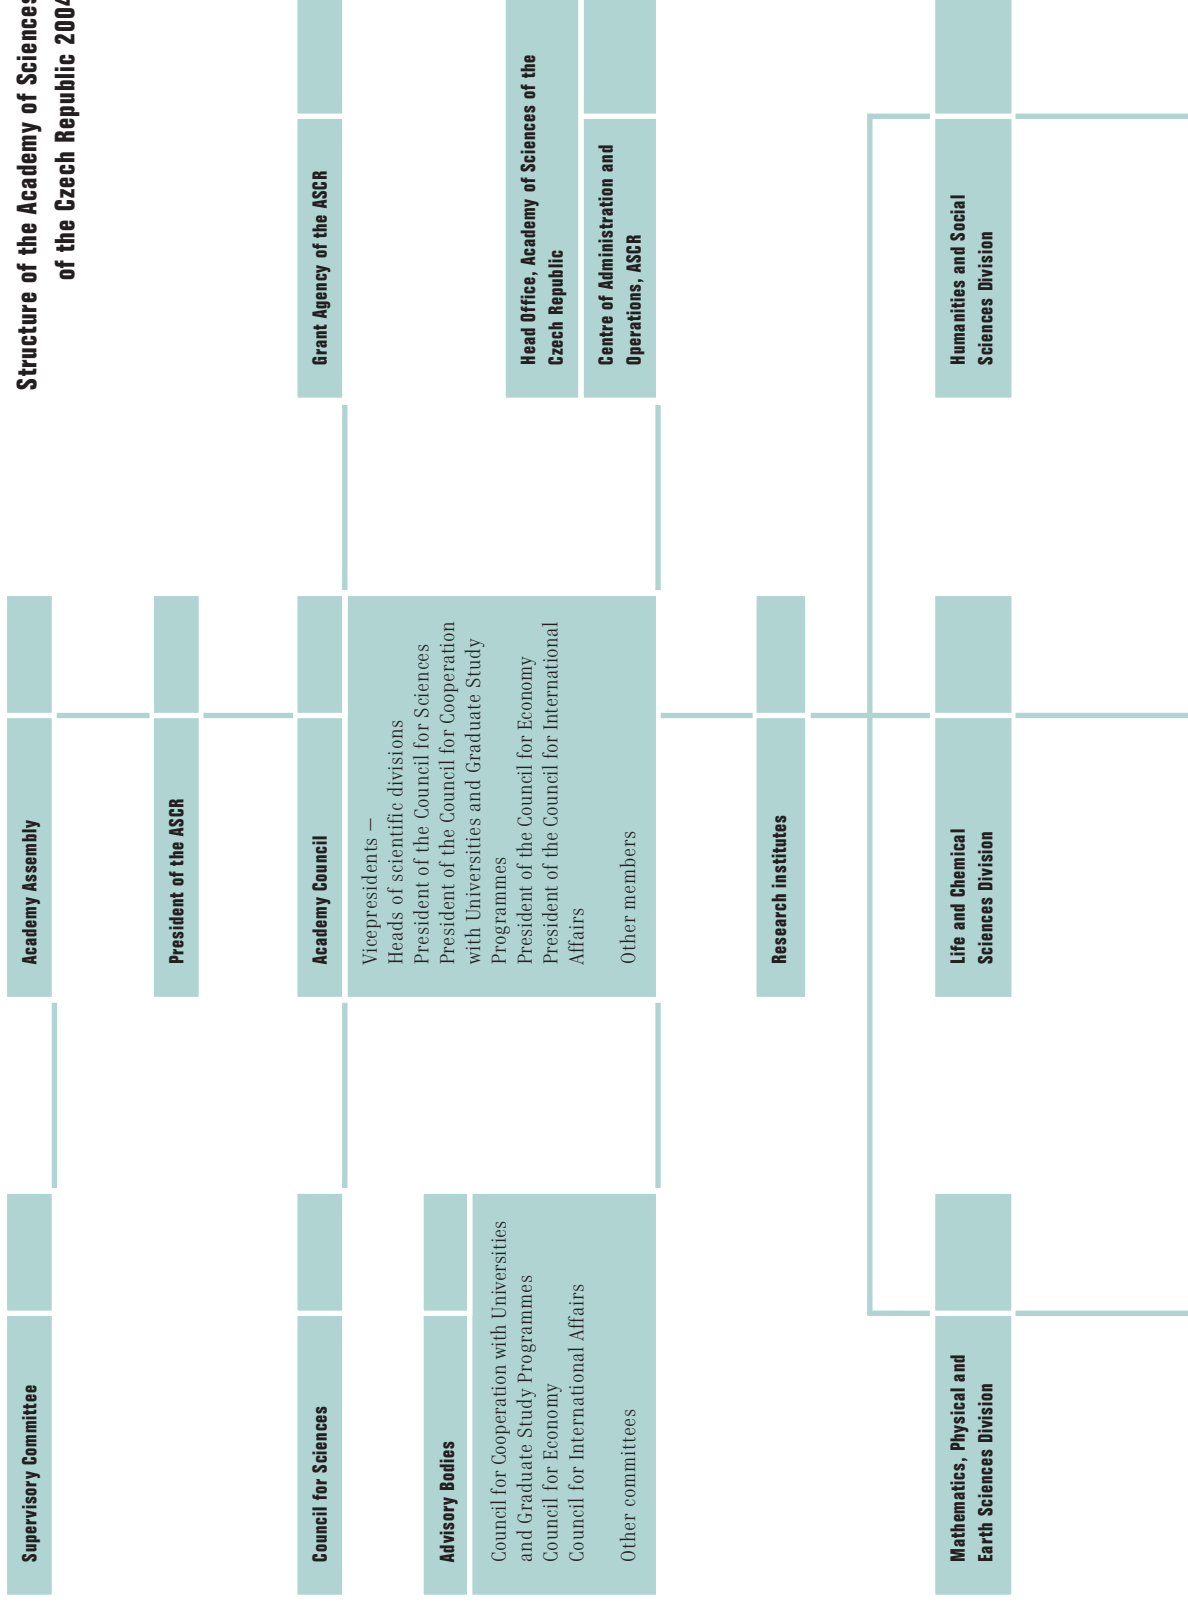 Structure of the Academy of Sciences
of the Czech Republic 2004
Supervisory Committee
Academy Assembly
President of the ASCR
Council for Sciences
Academy Council
Grant Agency of the ASCR
Vicepresidents –
Heads of scientific divisions
President of the Council for Sciences
President of the Council for Cooperation
with Universities and Graduate Study
Programmes
President of the Council for Economy
President of the Council for International
Affairs
Other members
Advisory Bodies
Council for Cooperation with Universities
and Graduate Study Programmes
Council for Economy
Council for International Affairs
Other committees
Head Office, Academy of Sciences of the
Czech Republic
Centre of Administration and
Operations, ASCR
Research institutes
Mathematics, Physical and
Earth Sciences Division
Life and Chemical
Sciences Division
Humanities and Social
Sciences Division